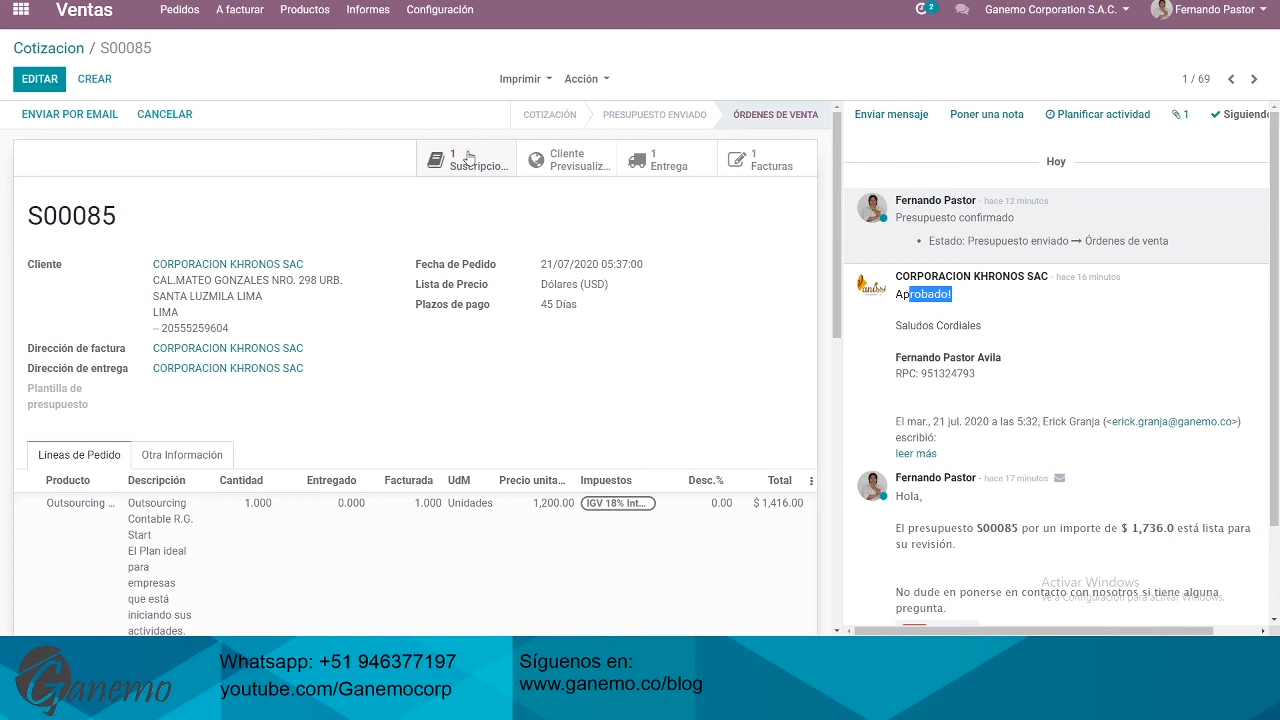 Ventas
Pedidos
A facturar
Productos
Informes
Configuración
2
Ganemo Corporation S.A.C.
Fernando Pastor
Cotizacion / S00085
EDITAR
CREAR
Imprimir
Acción
1 / 69
ENVIAR POR EMAIL
CANCELAR
COTIZACIÓN
PRESUPUESTO ENVIADO
ÓRDENES DE VENTA
Enviar mensaje
Poner una nota
Planificar actividad
1
Siguiendo
1
Suscripcio...
Cliente
Previsualiz...
1
Entrega
1
Facturas
S00085
Cliente
CORPORACION KHRONOS SAC
CAL.MATEO GONZALES NRO. 298 URB.
SANTA LUZMILA LIMA
LIMA
– 20555259604
Dirección de factura
CORPORACION KHRONOS SAC
Dirección de entrega
CORPORACION KHRONOS SAC
Plantilla de
presupuesto
Fecha de Pedido
21/07/2020 05:37:00
Lista de Precio
Dólares (USD)
Plazos de pago
45 Días
Líneas de Pedido
Otra Información
Producto
Descripción
Cantidad
Entregado
Facturada
UdM
Precio unita...
Impuestos
Desc.%
Total
Outsourcing ...
Outsourcing
Contable R.G.
Start
El Plan ideal
para
empresas
que está
iniciando sus
actividades.
1.000
0.000
1.000
Unidades
1,200.00
IGV 18% Int...
0.00
$ 1,416.00
Hoy
Fernando Pastor - hace 12 minutos
Presupuesto confirmado
• Estado: Presupuesto enviado → Órdenes de venta
CORPORACION KHRONOS SAC - hace 16 minutos
Aprobado!
Saludos Cordiales
Fernando Pastor Avila
RPC: 951324793
El mar., 21 jul. 2020 a las 5:32, Erick Granja (<erick.granja@ganemo.co>)
escribió:
leer más
Fernando Pastor - hace 17 minutos
Hola,
El presupuesto S00085 por un importe de $ 1,736.0 está lista para
su revisión.
Activar Windows
Ve a Configuración para activar Windows.
No dude en ponerse en contacto con nosotros si tiene alguna
pregunta.
Ganemo
Whatsapp: +51 946377197
youtube.com/Ganemocorp
Síguenos en:
www.ganemo.co/blog